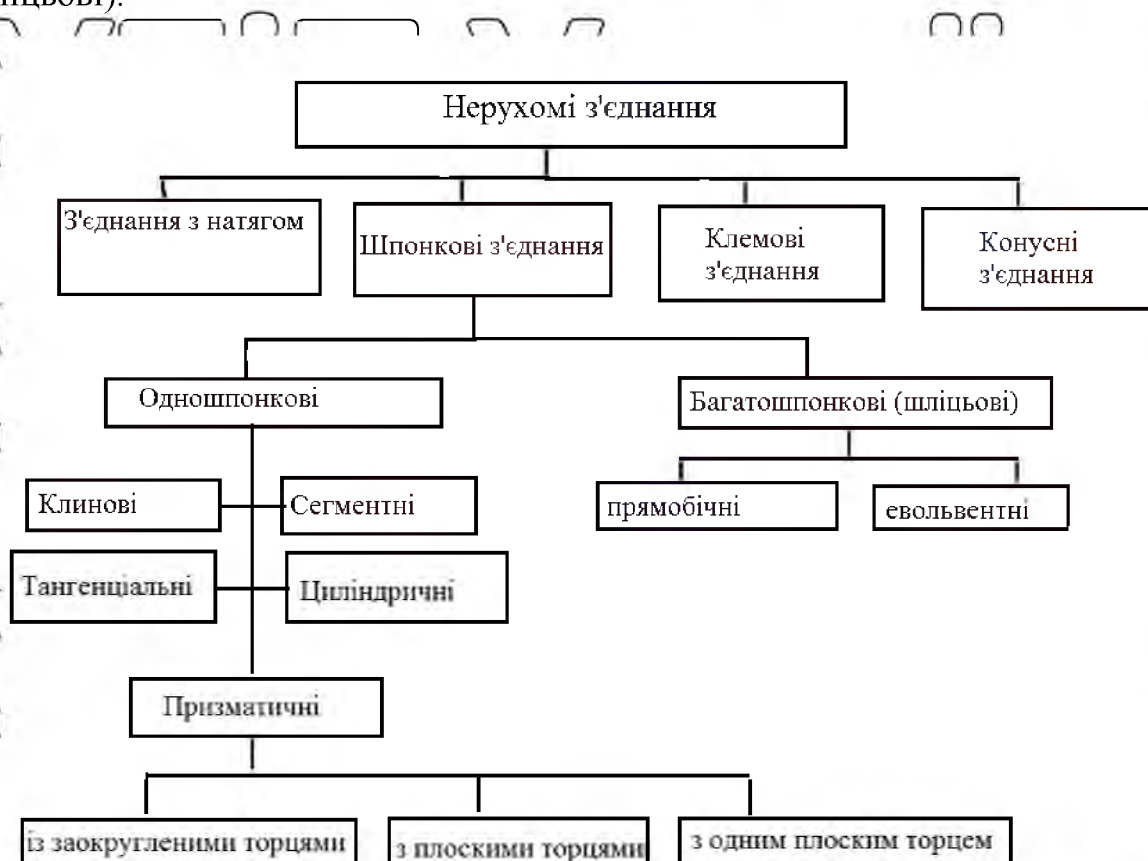 Нерухомі з'єднання
З'єднання з натягом
Шпонкові з'єднання
Клемові
з'єднання
Конусні
з'єднання
Одношпонкові
Багатошпонкові (шліцьові)
Клинові
Сегментні
прямобічні
евольвентні
Тангенціальні
Циліндричні
Призматичні
із заокругленими торцями
з плоскими торцями
з одним плоским торцем